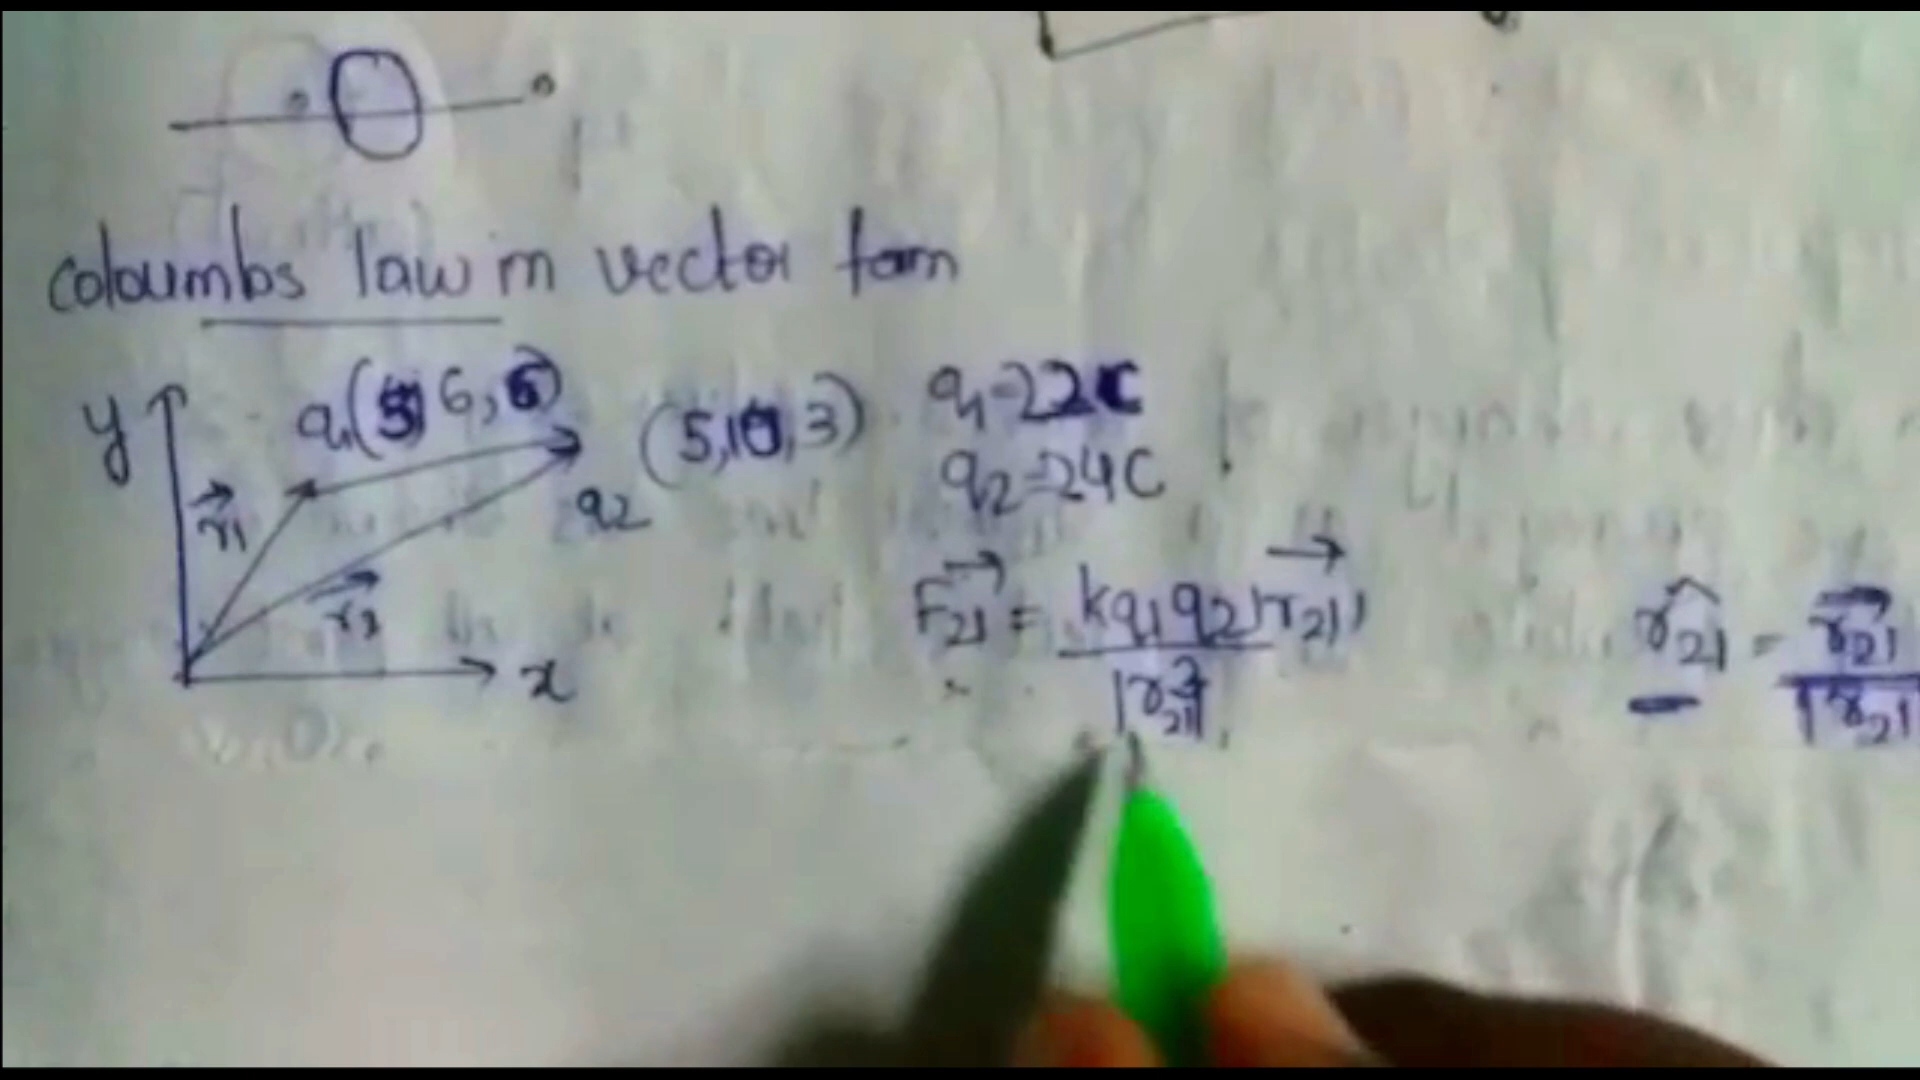 coloumbs law in vector form
y
q1(5, 6, 6) (5,10,3) q1=22C
q2 q2=24C
r1
r2
x
F21 = kq1q2 |r21| / |r21|³
r̂21 = r21 / |r21|